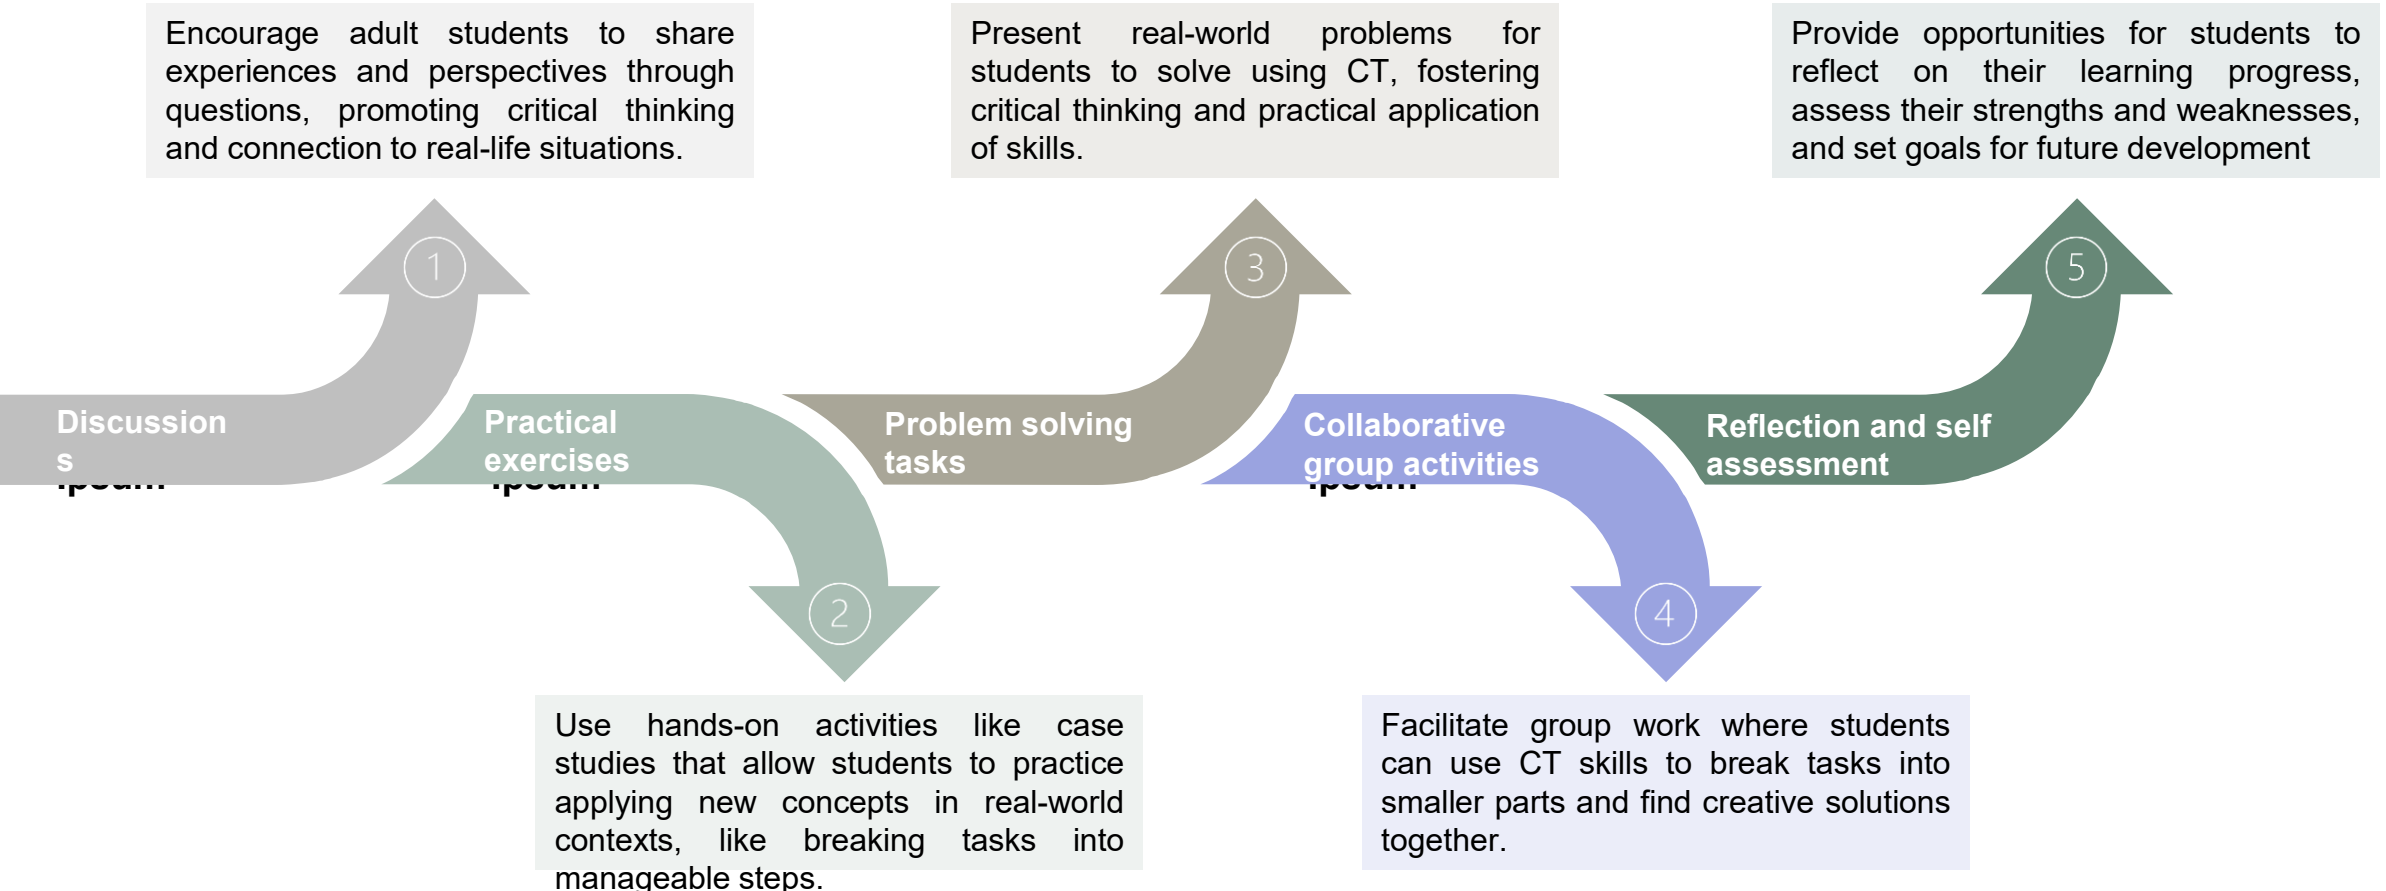 Encourage adult students to share
experiences and perspectives through
questions, promoting critical thinking
and connection to real-life situations.
Present real-world problems for
students to solve using CT, fostering
critical thinking and practical application
of skills.
Provide opportunities for students to
reflect on their learning progress,
assess their strengths and weaknesses,
and set goals for future development
1
3
5
Discussion
s
ipsum
Practical
exercises
ipsum
Problem solving
tasks
Collaborative
group activities
ipsum
Reflection and self
assessment
2
4
Use hands-on activities like case
studies that allow students to practice
applying new concepts in real-world
contexts, like breaking tasks into
manageable steps.
Facilitate group work where students
can use CT skills to break tasks into
smaller parts and find creative solutions
together.